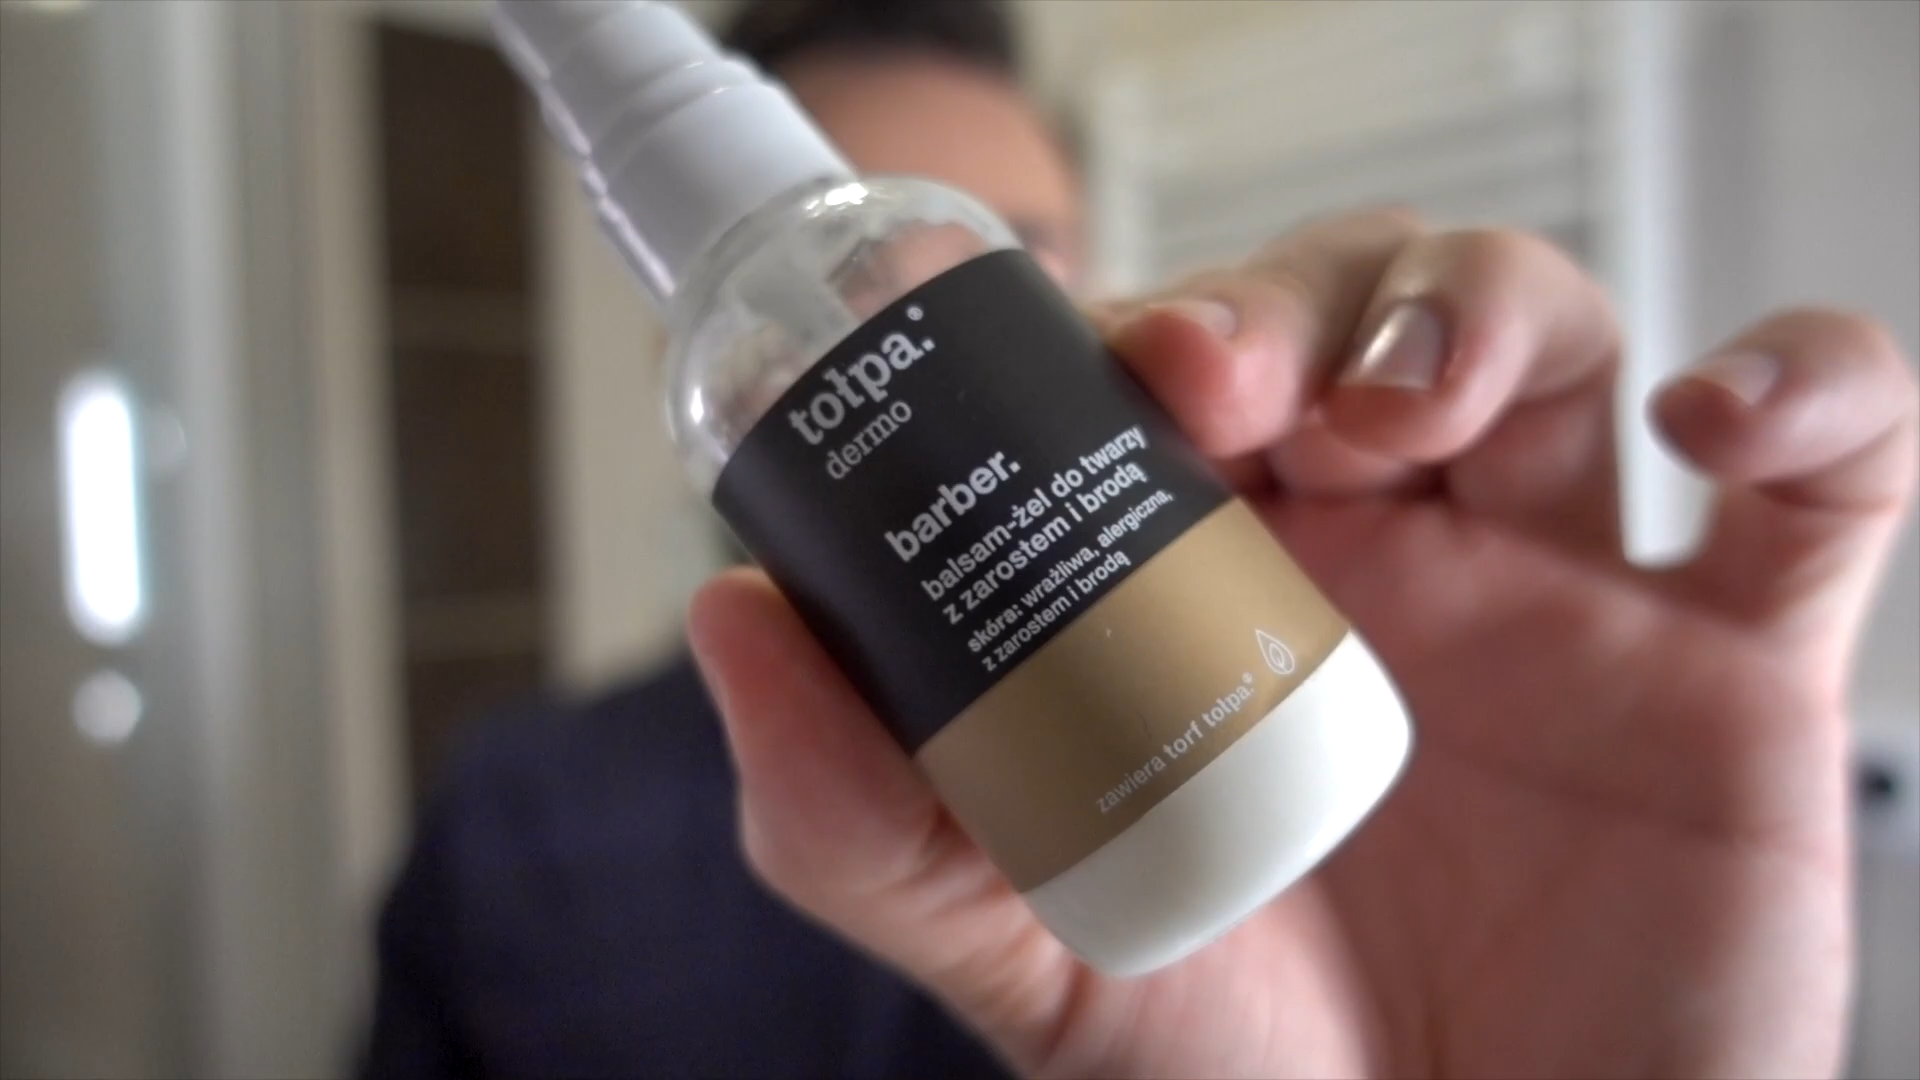 tołpa.®
dermo
barber.
balsam-żel do twarzy
z zarostem i brodą
skóra: wrażliwa, alergiczna,
z zarostem i brodą
zawiera torf tołpa.®